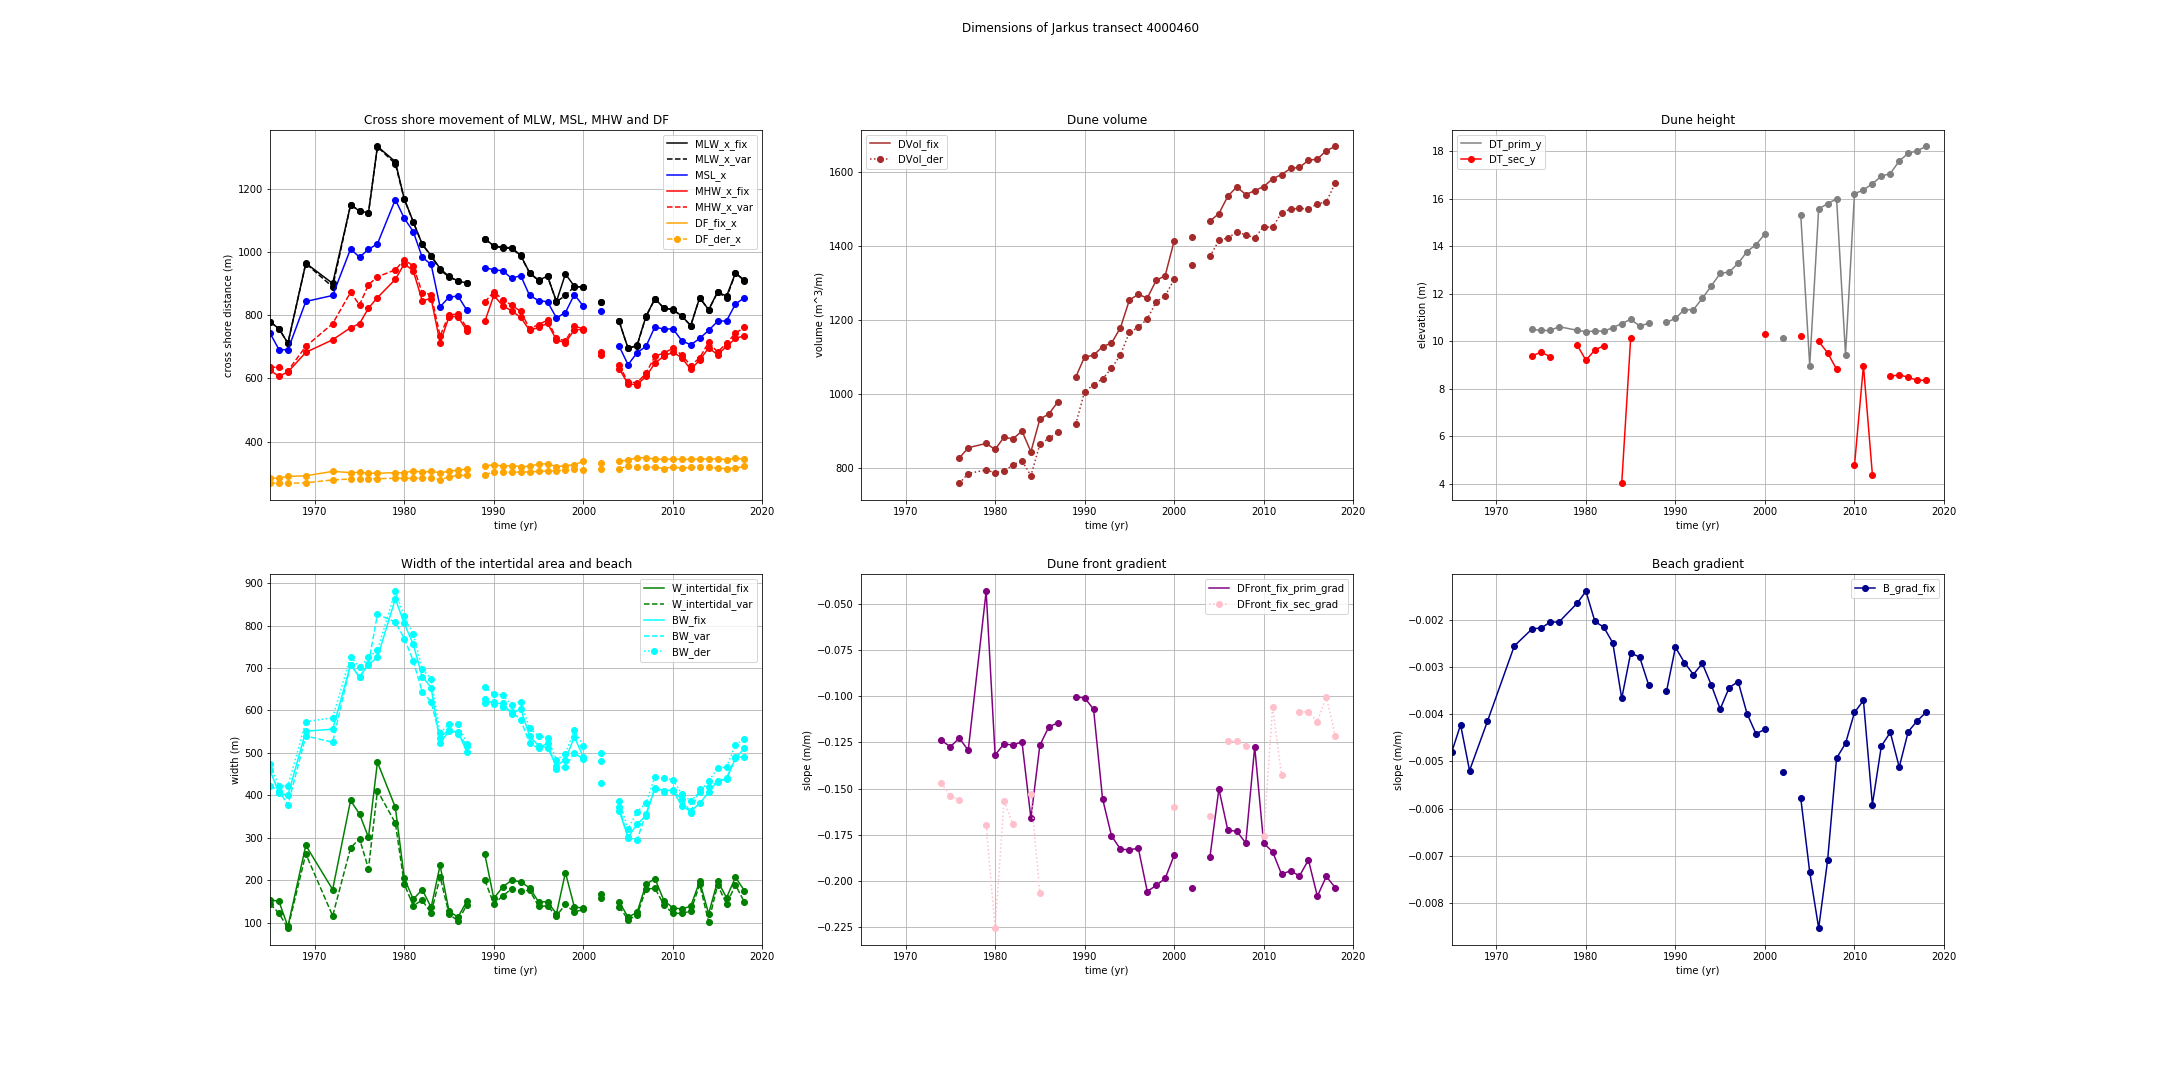 Dimensions of Jarkus transect 4000460
Cross shore movement of MLW, MSL, MHW and DF
cross shore distance (m)
1200
1000
800
600
400
MLW_x_fix
MLW_x_var
MSL_x
MHW_x_fix
MHW_x_var
DF_fix_x
DF_der_x
1970 1980 1990 2000 2010 2020
time (yr)
Dune volume
volume (m^3/m)
1600
1400
1200
1000
800
DVol_fix
DVol_der
1970 1980 1990 2000 2010 2020
time (yr)
Dune height
elevation (m)
18
16
14
12
10
8
6
4
DT_prim_y
DT_sec_y
1970 1980 1990 2000 2010 2020
time (yr)
Width of the intertidal area and beach
width (m)
900
800
700
600
500
400
300
200
100
W_intertidal_fix
W_intertidal_var
BW_fix
BW_var
BW_der
1970 1980 1990 2000 2010 2020
time (yr)
Dune front gradient
slope (m/m)
−0.050
−0.075
−0.100
−0.125
−0.150
−0.175
−0.200
−0.225
DFront_fix_prim_grad
DFront_fix_sec_grad
1970 1980 1990 2000 2010 2020
time (yr)
Beach gradient
slope (m/m)
−0.002
−0.003
−0.004
−0.005
−0.006
−0.007
−0.008
B_grad_fix
1970 1980 1990 2000 2010 2020
time (yr)